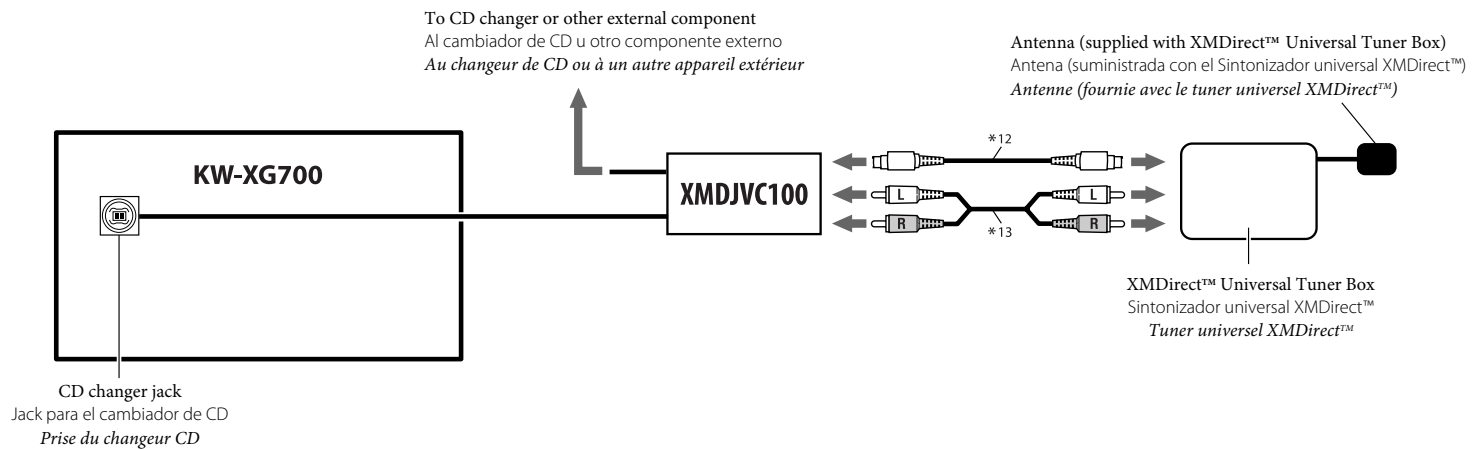 To CD changer or other external component
Al cambiador de CD u otro componente externo
Au changeur de CD ou à un autre appareil extérieur
Antenna (supplied with XMDirect™ Universal Tuner Box)
Antena (suministrada con el Sintonizador universal XMDirect™)
Antenne (fournie avec le tuner universel XMDirect™)
KW-XG700
XMDJVC100
*12
L
L
R
R
*13
XMDirect™ Universal Tuner Box
Sintonizador universal XMDirect™
Tuner universel XMDirect™
CD changer jack
Jack para el cambiador de CD
Prise du changeur CD